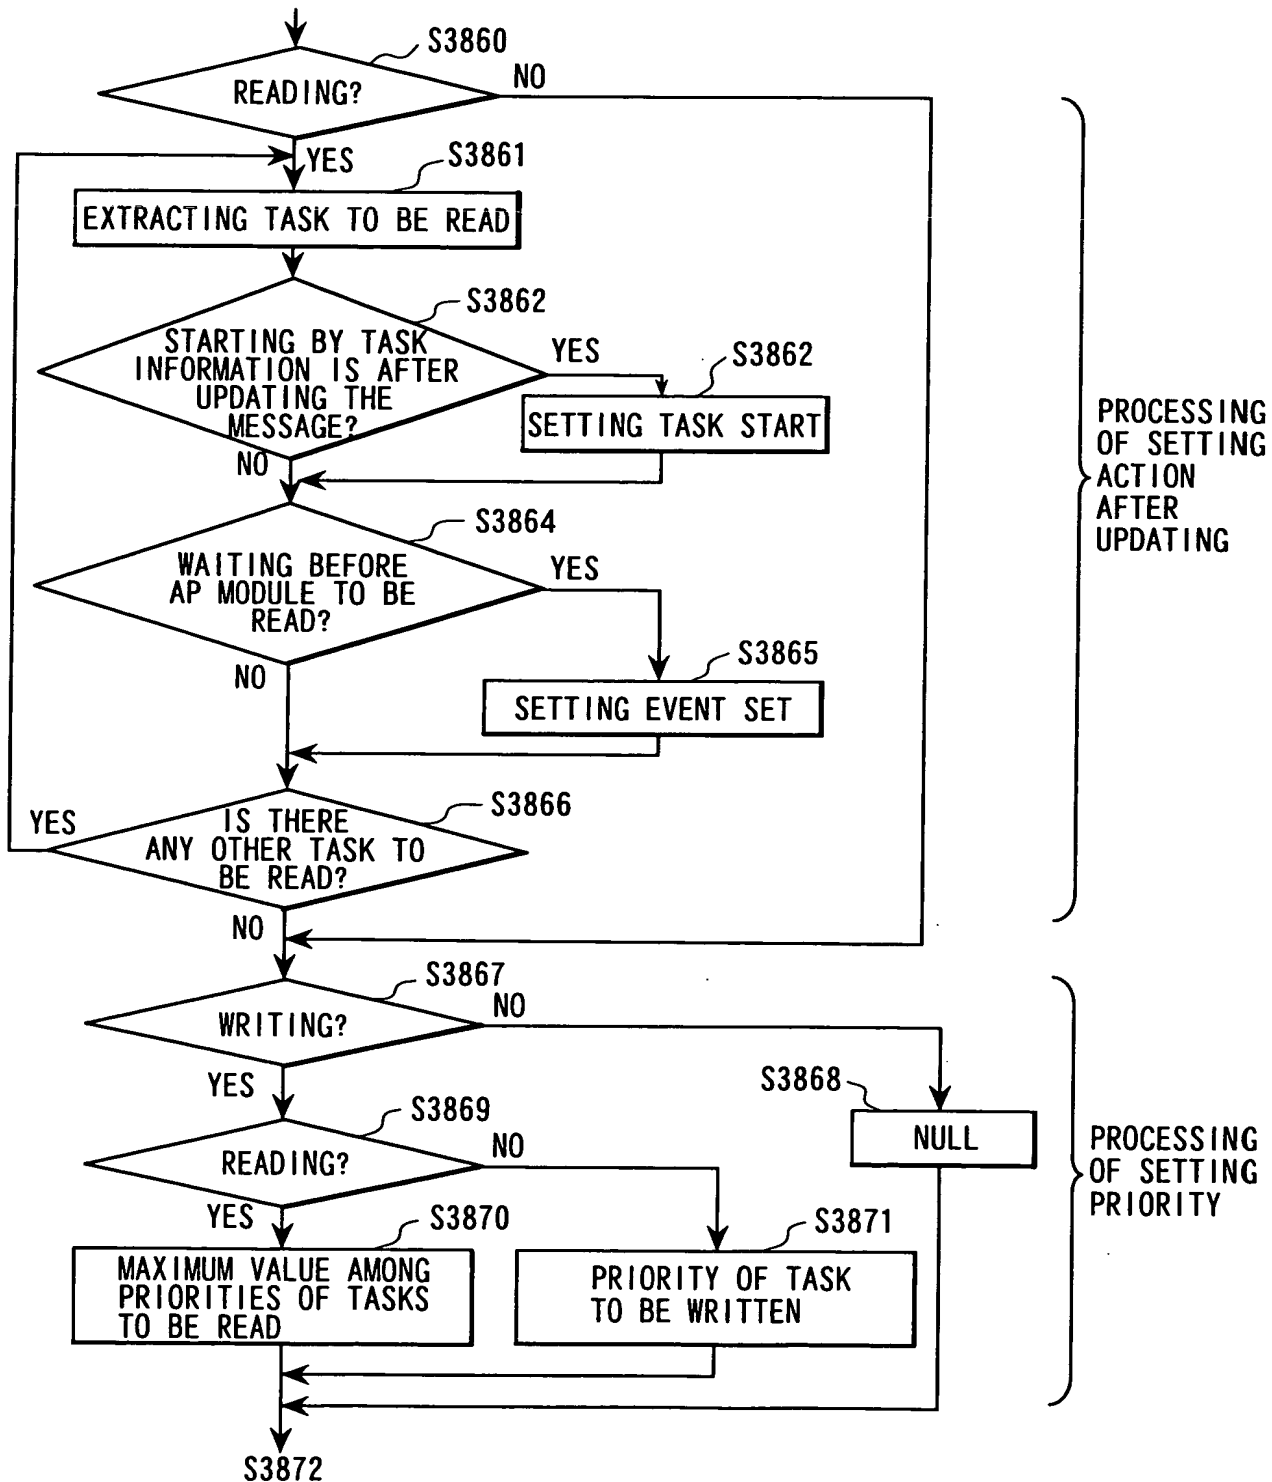 S3860
READING?
NO
YES
S3861
EXTRACTING TASK TO BE READ
S3862
STARTING BY TASK
INFORMATION IS AFTER
UPDATING THE
MESSAGE?
YES
S3862
SETTING TASK START
NO
S3864
WAITING BEFORE
AP MODULE TO BE
READ?
YES
NO
S3865
SETTING EVENT SET
S3866
YES
IS THERE
ANY OTHER TASK TO
BE READ?
NO
PROCESSING
OF SETTING
ACTION
AFTER
UPDATING
S3867
WRITING?
NO
YES
S3868
NULL
S3869
READING?
NO
YES
S3870
MAXIMUM VALUE AMONG
PRIORITIES OF TASKS
TO BE READ
S3871
PRIORITY OF TASK
TO BE WRITTEN
PROCESSING
OF SETTING
PRIORITY
S3872